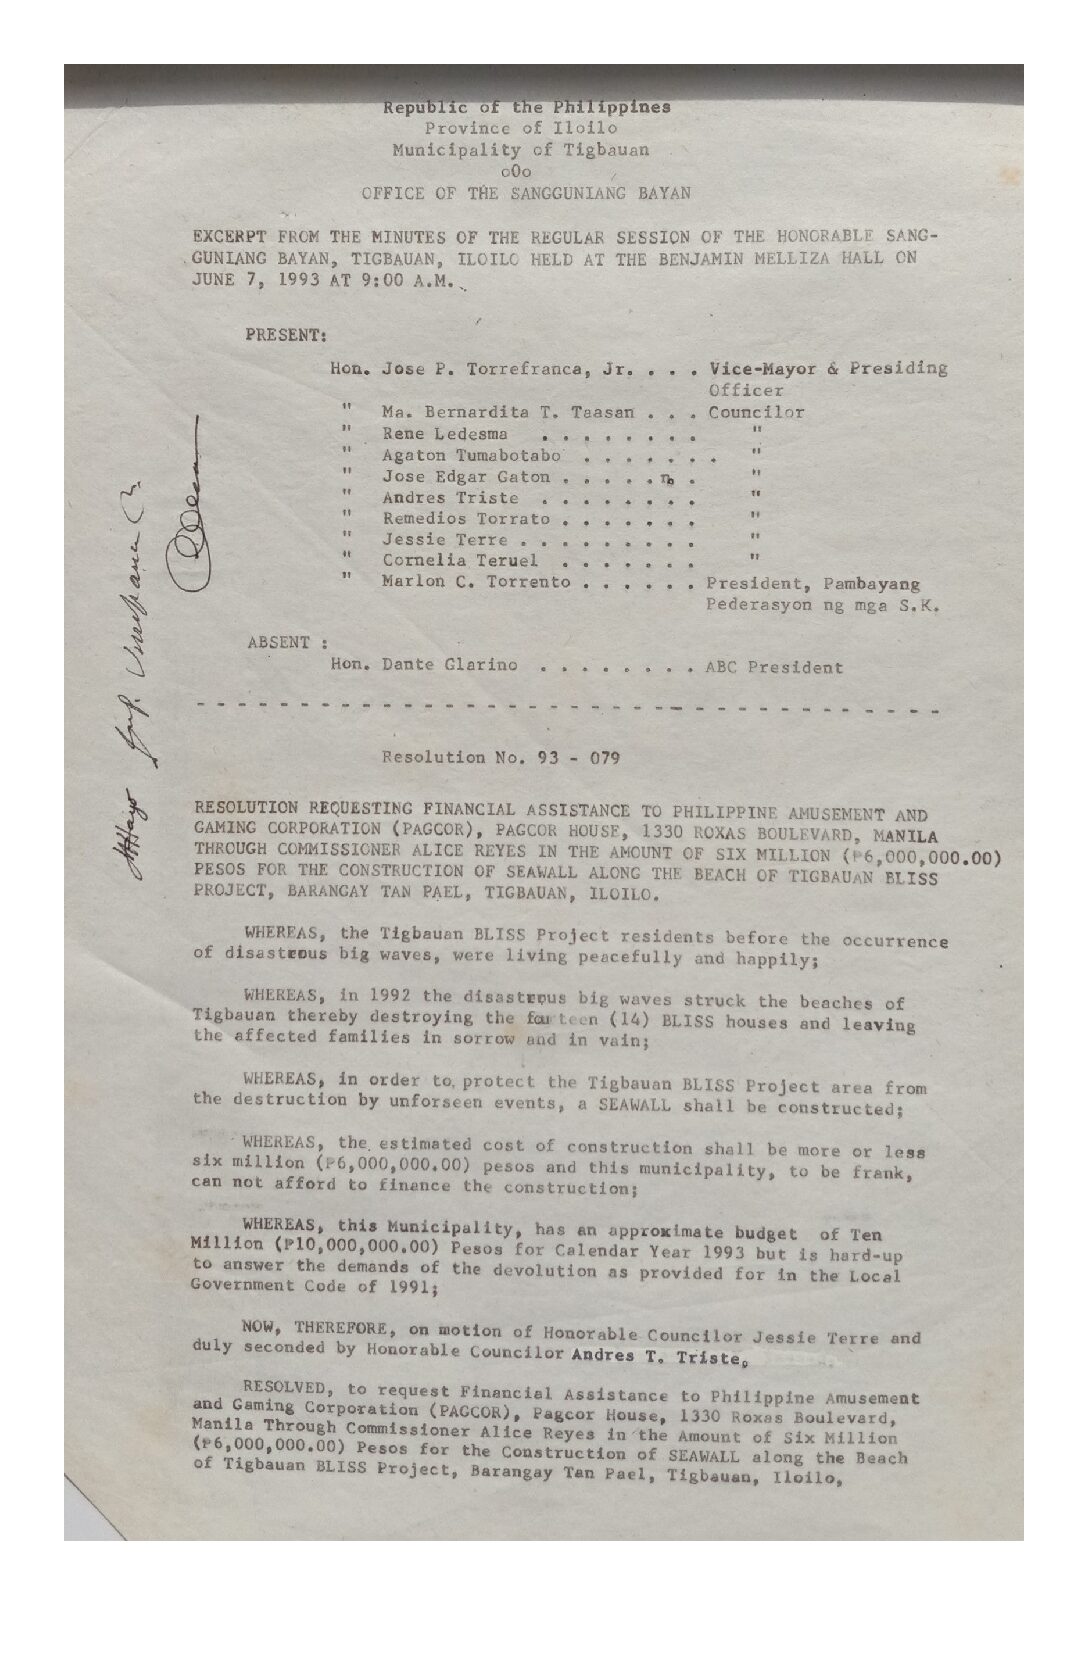 Republic of the Philippines
Province of Iloilo
Municipality of Tigbauan
oOo
OFFICE OF THE SANGGUNIANG BAYAN
EXCERPT FROM THE MINUTES OF THE REGULAR SESSION OF THE HONORABLE SANG-
GUNIANG BAYAN, TIGBAUAN, ILOILO HELD AT THE BENJAMIN MELLIZA HALL ON
JUNE 7, 1993 AT 9:00 A.M.
PRESENT:
Hon. Jose P. Torrefranca, Jr. . . . Vice-Mayor & Presiding
Officer
" Ma. Bernardita T. Taasan . . . Councilor
" Rene Ledesma . . . . . . . . "
" Agaton Tumabotabo . . . . . . . "
" Jose Edgar Gaton . . . . . . . "
" Andres Triste . . . . . . . . "
" Remedios Torrato . . . . . . . "
" Jessie Terre . . . . . . . . . "
" Cornelia Teruel . . . . . . . "
" Marlon C. Torrento . . . . . . President, Pambayang
Pederasyon ng mga S.K.
ABSENT :
Hon. Dante Glarino . . . . . . . . ABC President
- - - - - - - - - - - - - - - - - - - - - - - - - - - - - - - - - - - -
Resolution No. 93 - 079
RESOLUTION REQUESTING FINANCIAL ASSISTANCE TO PHILIPPINE AMUSEMENT AND
GAMING CORPORATION (PAGCOR), PAGCOR HOUSE, 1330 ROXAS BOULEVARD, MANILA
THROUGH COMMISSIONER ALICE REYES IN THE AMOUNT OF SIX MILLION (₱6,000,000.00)
PESOS FOR THE CONSTRUCTION OF SEAWALL ALONG THE BEACH OF TIGBAUAN BLISS
PROJECT, BARANGAY TAN PAEL, TIGBAUAN, ILOILO.
WHEREAS, the Tigbauan BLISS Project residents before the occurrence
of disastrous big waves, were living peacefully and happily;
WHEREAS, in 1992 the disastrous big waves struck the beaches of
Tigbauan thereby destroying the fourteen (14) BLISS houses and leaving
the affected families in sorrow and in vain;
WHEREAS, in order to protect the Tigbauan BLISS Project area from
the destruction by unforseen events, a SEAWALL shall be constructed;
WHEREAS, the estimated cost of construction shall be more or less
six million (₱6,000,000.00) pesos and this municipality, to be frank,
can not afford to finance the construction;
WHEREAS, this Municipality, has an approximate budget of Ten
Million (₱10,000,000.00) Pesos for Calendar Year 1993 but is hard-up
to answer the demands of the devolution as provided for in the Local
Government Code of 1991;
NOW, THEREFORE, on motion of Honorable Councilor Jessie Terre and
duly seconded by Honorable Councilor Andres T. Triste,
RESOLVED, to request Financial Assistance to Philippine Amusement
and Gaming Corporation (PAGCOR), Pagcor House, 1330 Roxas Boulevard,
Manila Through Commissioner Alice Reyes in the Amount of Six Million
(₱6,000,000.00) Pesos for the Construction of SEAWALL along the Beach
of Tigbauan BLISS Project, Barangay Tan Pael, Tigbauan, Iloilo,